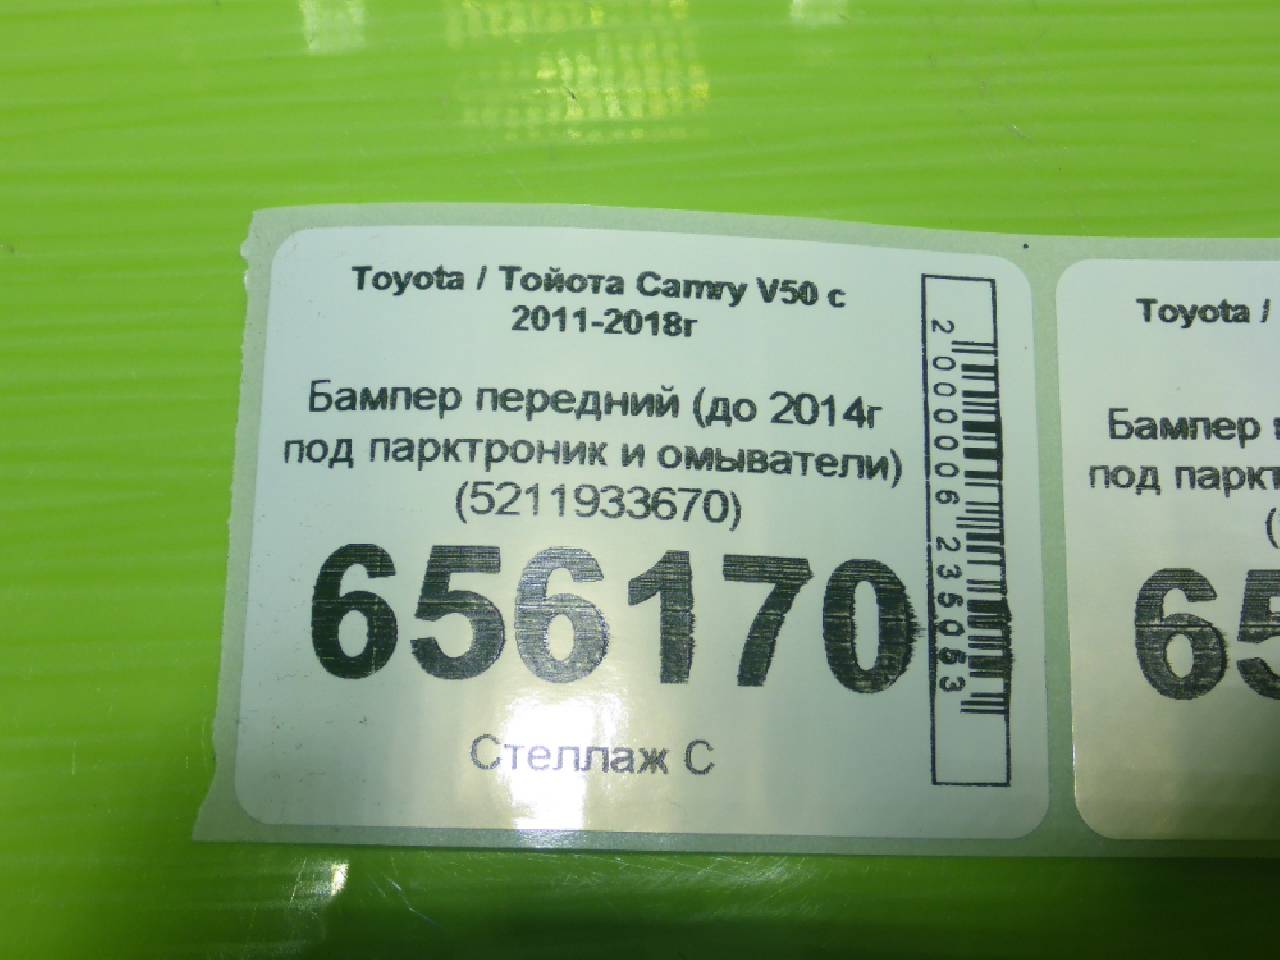 Toyota / Тойота Camry V50 с
2011-2018г
Бампер передний (до 2014г
под парктроник и омыватели)
(5211933670)
656170
Стеллаж С
2000006235053
Toyota /
Бампер
под паркт
(
65